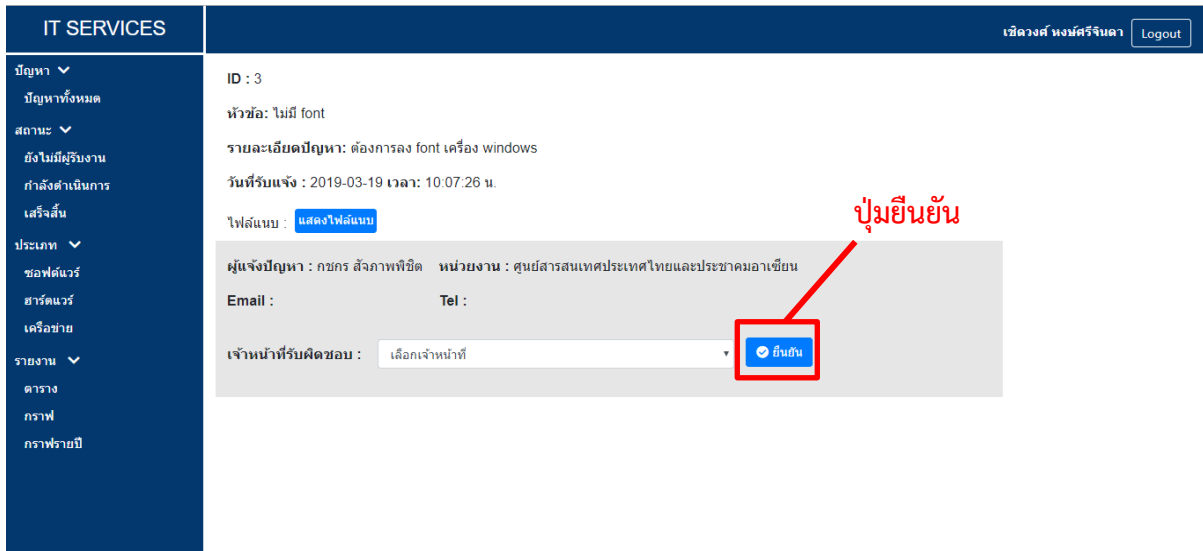 IT SERVICES
เชิดวงศ์ หงษ์ศรีจินดา Logout
ปัญหา
ปัญหาทั้งหมด
สถานะ
ยังไม่มีผู้รับงาน
กำลังดำเนินการ
เสร็จสิ้น
ประเภท
ซอฟต์แวร์
ฮาร์ดแวร์
เครือข่าย
รายงาน
ตาราง
กราฟ
กราฟรายปี
ID : 3
หัวข้อ: ไม่มี font
รายละเอียดปัญหา: ต้องการลง font เครื่อง windows
วันที่รับแจ้ง : 2019-03-19 เวลา: 10:07:26 น.
ไฟล์แนบ : แสดงไฟล์แนบ
ปุ่มยืนยัน
ผู้แจ้งปัญหา : กชกร สัจภาพพิชิต หน่วยงาน : ศูนย์สารสนเทศประเทศไทยและประชาคมอาเซียน
Email : Tel :
เจ้าหน้าที่รับผิดชอบ : เลือกเจ้าหน้าที่ ยืนยัน